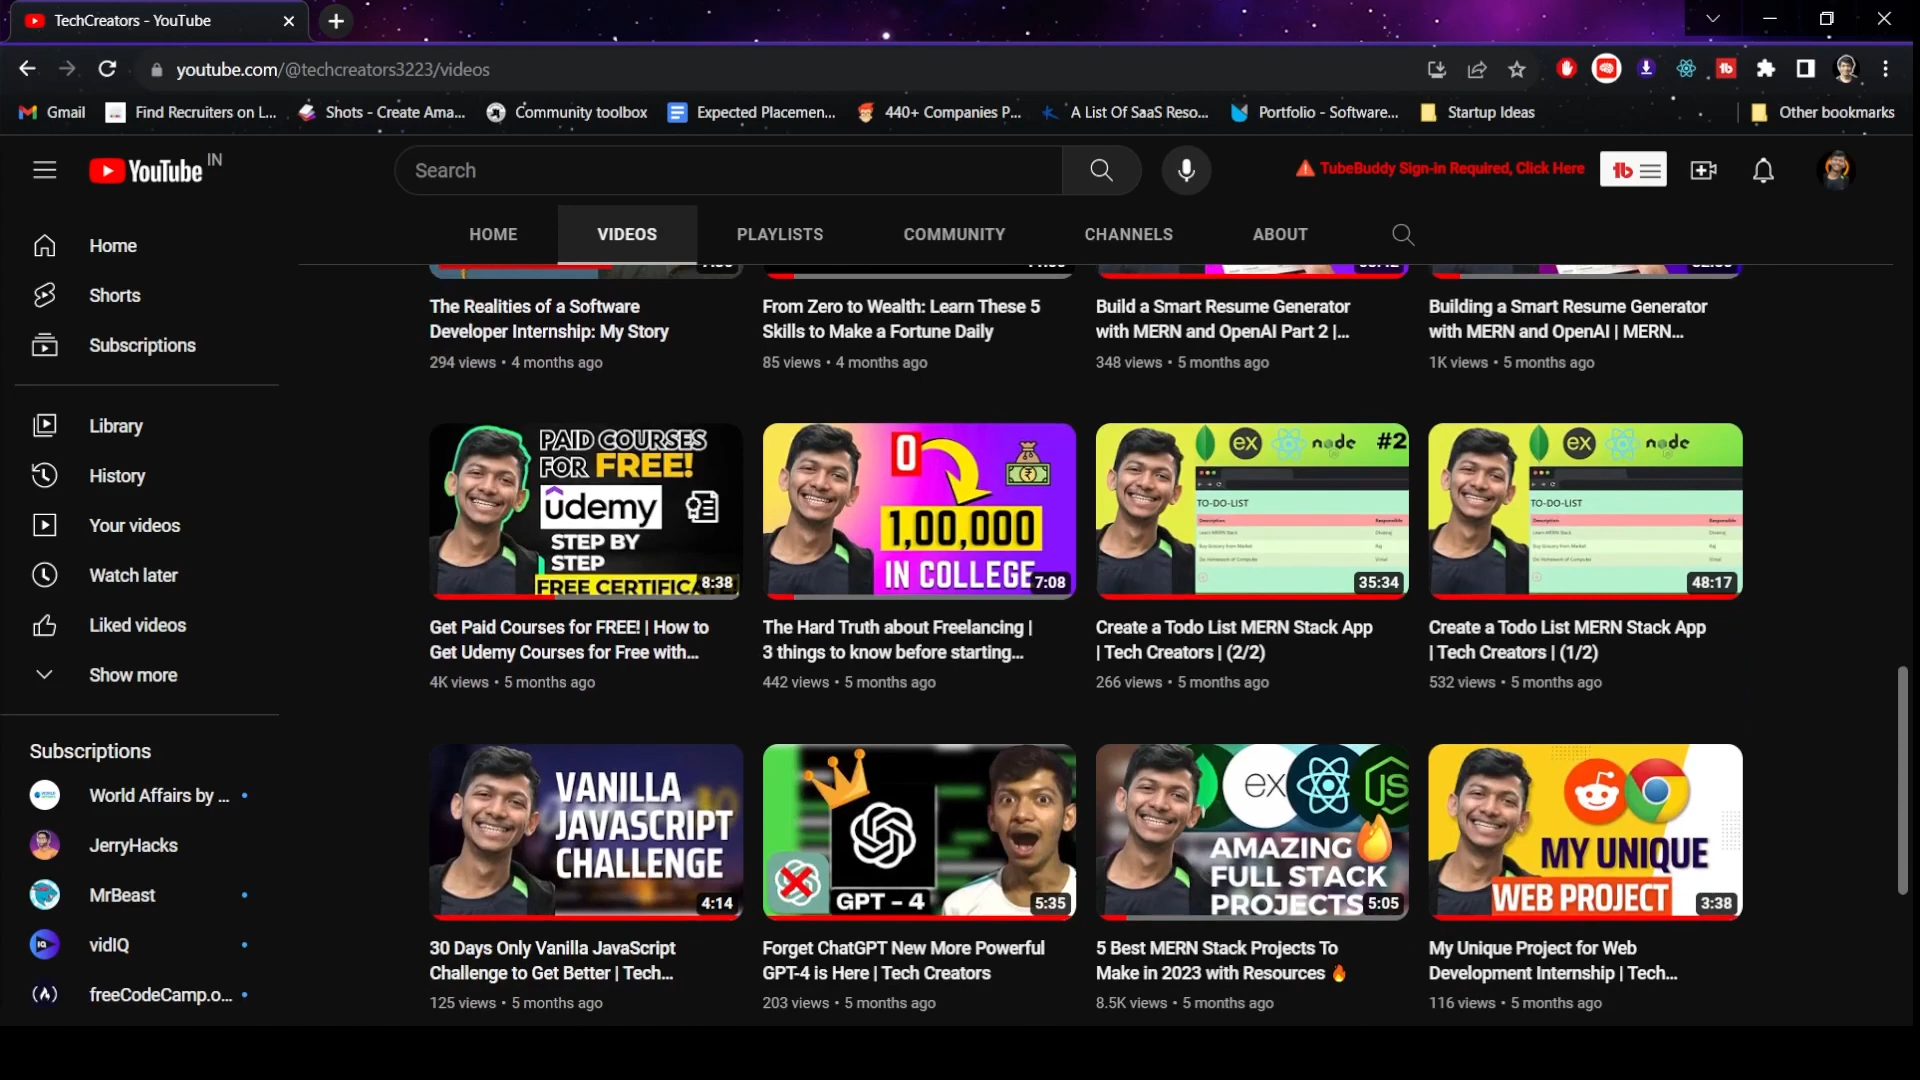 TechCreators - YouTube
youtube.com/@techcreators3223/videos
Gmail
Find Recruiters on L...
Shots - Create Ama...
Community toolbox
Expected Placemen...
440+ Companies P...
A List Of SaaS Reso...
Portfolio - Software...
Startup Ideas
Other bookmarks
YouTube IN
Search
TubeBuddy Sign-in Required, Click Here
tb
HOME
VIDEOS
PLAYLISTS
COMMUNITY
CHANNELS
ABOUT
Home
Shorts
Subscriptions
Library
History
Your videos
Watch later
Liked videos
Show more
Subscriptions
World Affairs by ...
JerryHacks
MrBeast
vidIQ
freeCodeCamp.o...
The Realities of a Software
Developer Internship: My Story
294 views • 4 months ago
From Zero to Wealth: Learn These 5
Skills to Make a Fortune Daily
85 views • 4 months ago
Build a Smart Resume Generator
with MERN and OpenAI Part 2 |...
348 views • 5 months ago
Building a Smart Resume Generator
with MERN and OpenAI | MERN...
1K views • 5 months ago
PAID COURSES
FOR FREE!
ûdemy
STEP BY
STEP
FREE CERTIFICA
8:38
Get Paid Courses for FREE! | How to
Get Udemy Courses for Free with...
4K views • 5 months ago
0
1,00,000
IN COLLEGE
7:08
The Hard Truth about Freelancing |
3 things to know before starting...
442 views • 5 months ago
ex
node
#2
TO-DO-LIST
Description
Responsible
Learn MERN Stack
35:34
Create a Todo List MERN Stack App
| Tech Creators | (2/2)
266 views • 5 months ago
ex
node
TO-DO-LIST
Description
Responsible
Learn MERN Stack
48:17
Create a Todo List MERN Stack App
| Tech Creators | (1/2)
532 views • 5 months ago
VANILLA
JAVASCRIPT
CHALLENGE
4:14
30 Days Only Vanilla JavaScript
Challenge to Get Better | Tech...
125 views • 5 months ago
GPT - 4
5:35
Forget ChatGPT New More Powerful
GPT-4 is Here | Tech Creators
203 views • 5 months ago
ex
JS
AMAZING
FULL STACK
PROJECTS
5:05
5 Best MERN Stack Projects To
Make in 2023 with Resources 🔥
8.5K views • 5 months ago
MY UNIQUE
WEB PROJECT
3:38
My Unique Project for Web
Development Internship | Tech...
116 views • 5 months ago